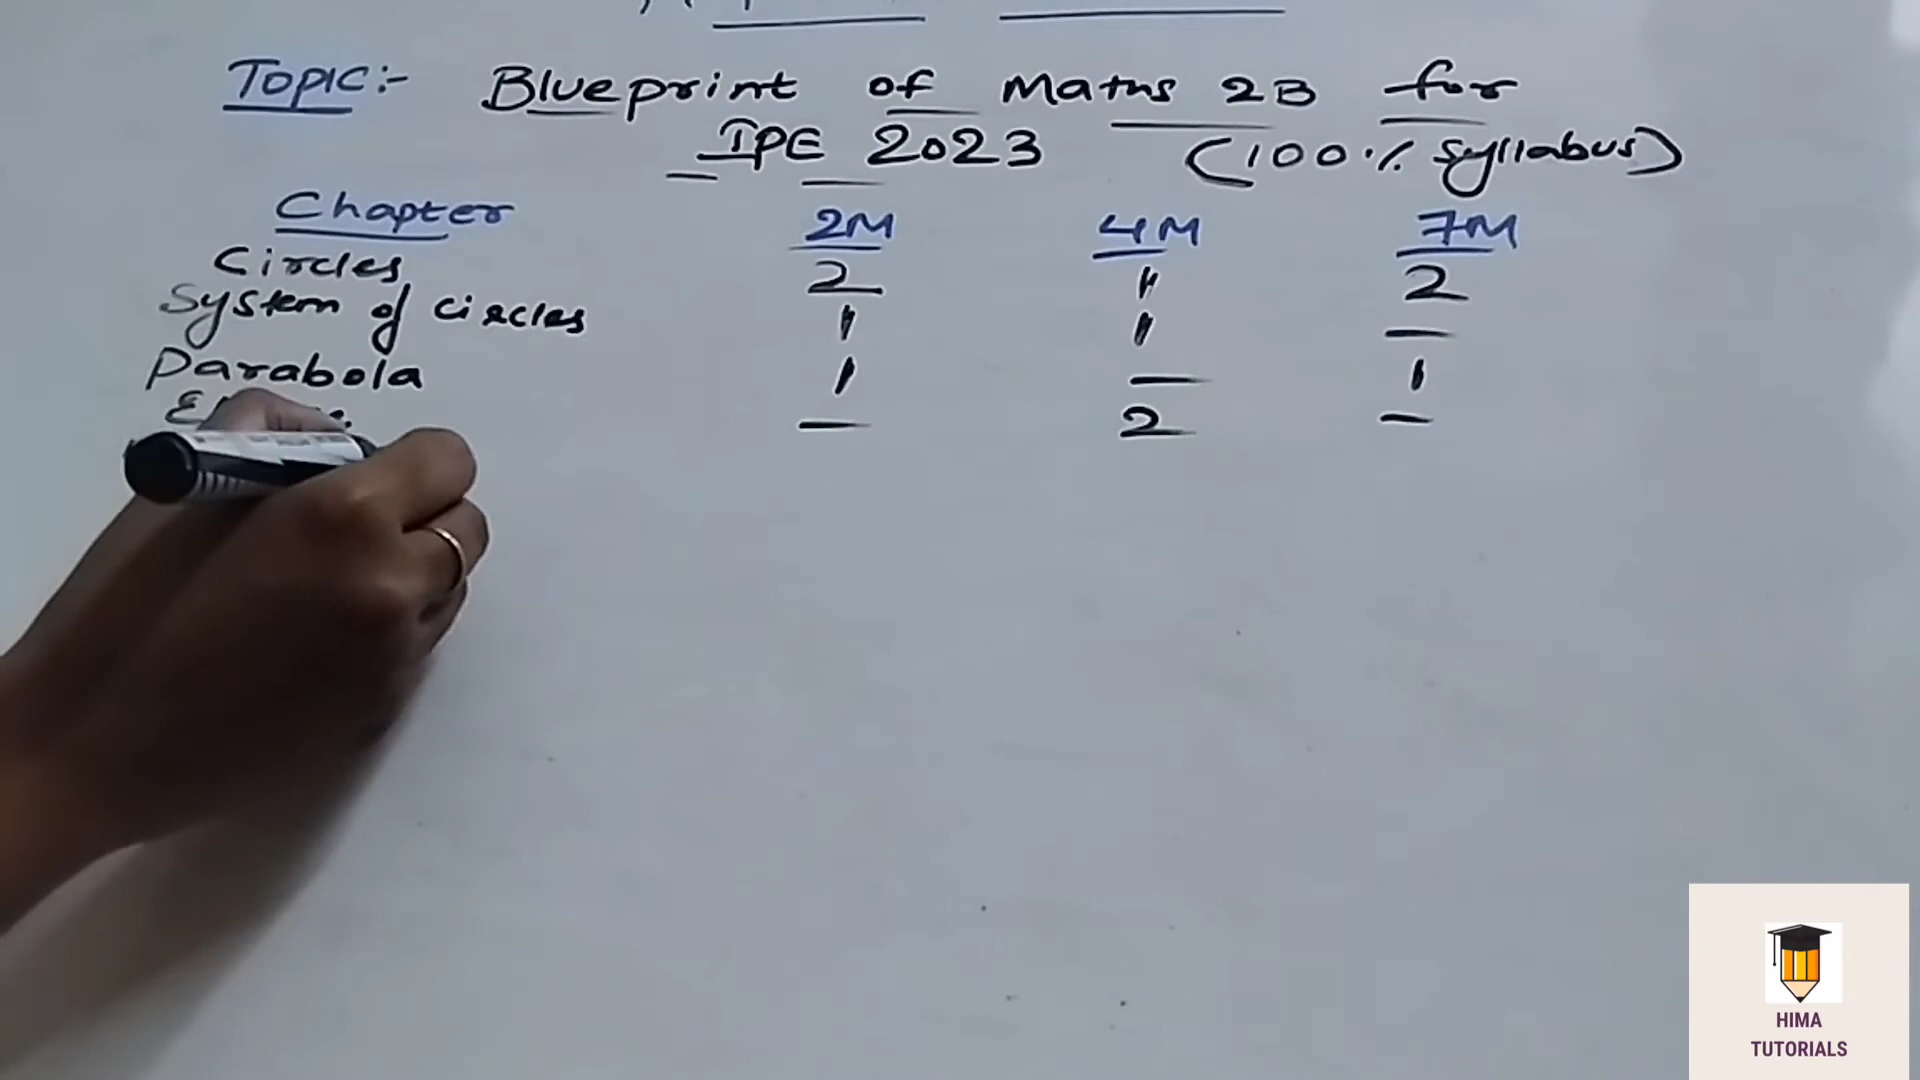 TOPIC:- Blueprint of Maths 2B for
IPE 2023 (100% syllabus)
Chapter 2M 4M 7M
Circles 2 1 2
System of circles 1 1 —
Parabola 1 — 1
— 2 —
HIMA
TUTORIALS